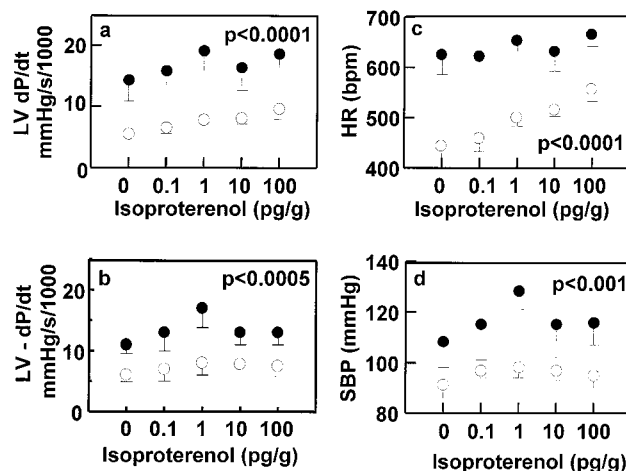 a
p<0.0001
LV dP/dt
mmHg/s/1000
20
10
0
0 0.1 1 10 100
Isoproterenol (pg/g)
c
HR (bpm)
700
600
500
400
p<0.0001
0 0.1 1 10 100
Isoproterenol (pg/g)
b
p<0.0005
LV - dP/dt
mmHg/s/1000
20
10
0
0 0.1 1 10 100
Isoproterenol (pg/g)
d
p<0.001
SBP (mmHg)
140
120
100
80
0 0.1 1 10 100
Isoproterenol (pg/g)